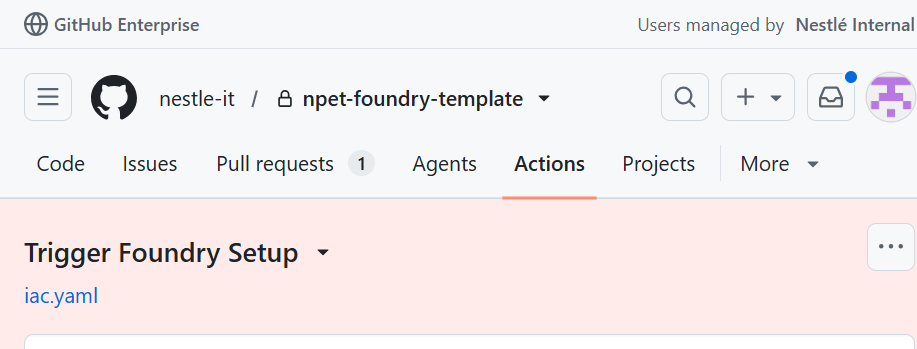 GitHub Enterprise
Users managed by Nestlé Internal
nestle-it / npet-foundry-template
Code Issues Pull requests 1 Agents Actions Projects More
Trigger Foundry Setup
iac.yaml